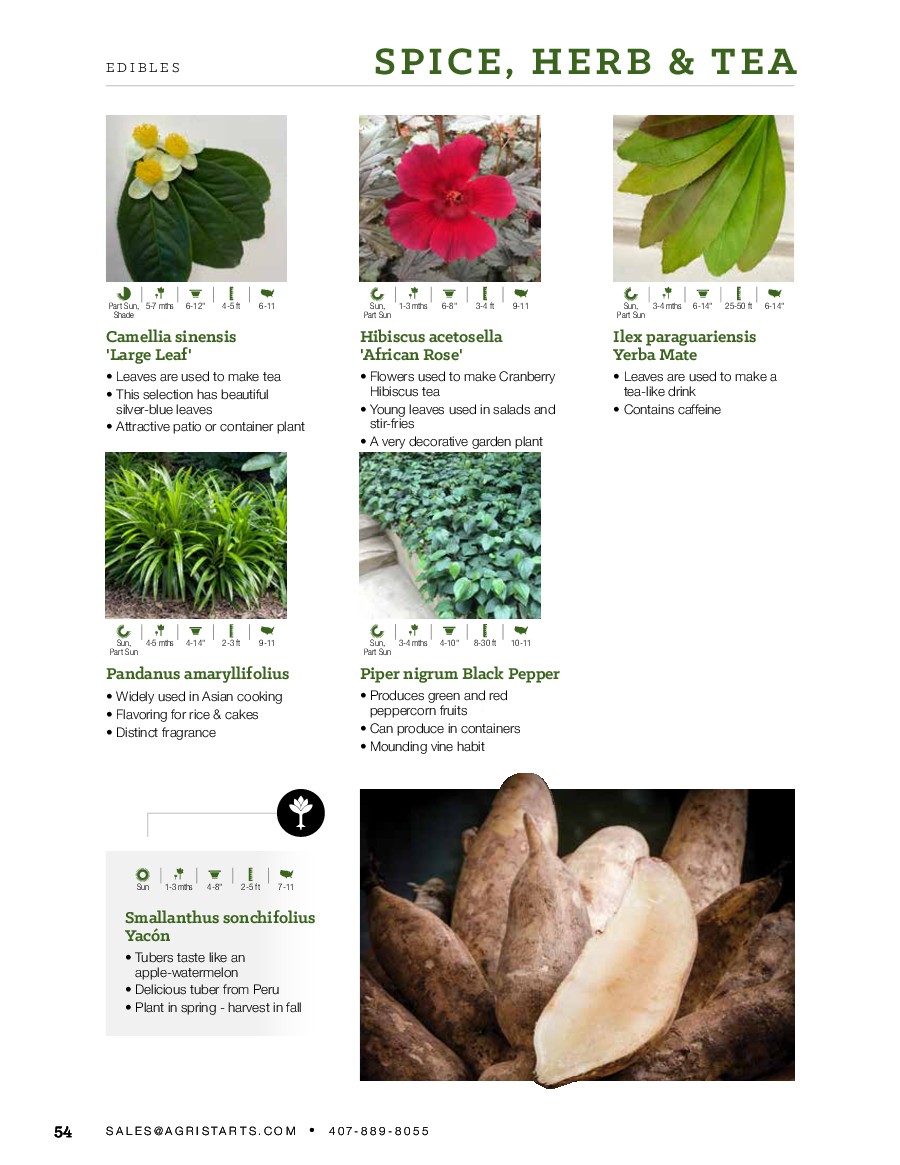 EDIBLES
SPICE, HERB & TEA
Part Sun, 5-7 mths 6-12" 4-5 ft 6-11
Shade
Camellia sinensis
'Large Leaf'
• Leaves are used to make tea
• This selection has beautiful
silver-blue leaves
• Attractive patio or container plant
Sun, 1-3 mths 6-8" 3-4 ft 9-11
Part Sun
Hibiscus acetosella
'African Rose'
• Flowers used to make Cranberry
Hibiscus tea
• Young leaves used in salads and
stir-fries
• A very decorative garden plant
Sun, 3-4 mths 6-14" 25-50 ft 6-14"
Part Sun
Ilex paraguariensis
Yerba Mate
• Leaves are used to make a
tea-like drink
• Contains caffeine
Sun, 4-5 mths 4-14" 2-3 ft 9-11
Part Sun
Pandanus amaryllifolius
• Widely used in Asian cooking
• Flavoring for rice & cakes
• Distinct fragrance
Sun, 3-4 mths 4-10" 8-30 ft 10-11
Part Sun
Piper nigrum Black Pepper
• Produces green and red
peppercorn fruits
• Can produce in containers
• Mounding vine habit
Sun 1-3 mths 4-8" 2-5 ft 7-11
Smallanthus sonchifolius
Yacón
• Tubers taste like an
apple-watermelon
• Delicious tuber from Peru
• Plant in spring - harvest in fall
54 SALES@AGRISTARTS.COM • 407-889-8055